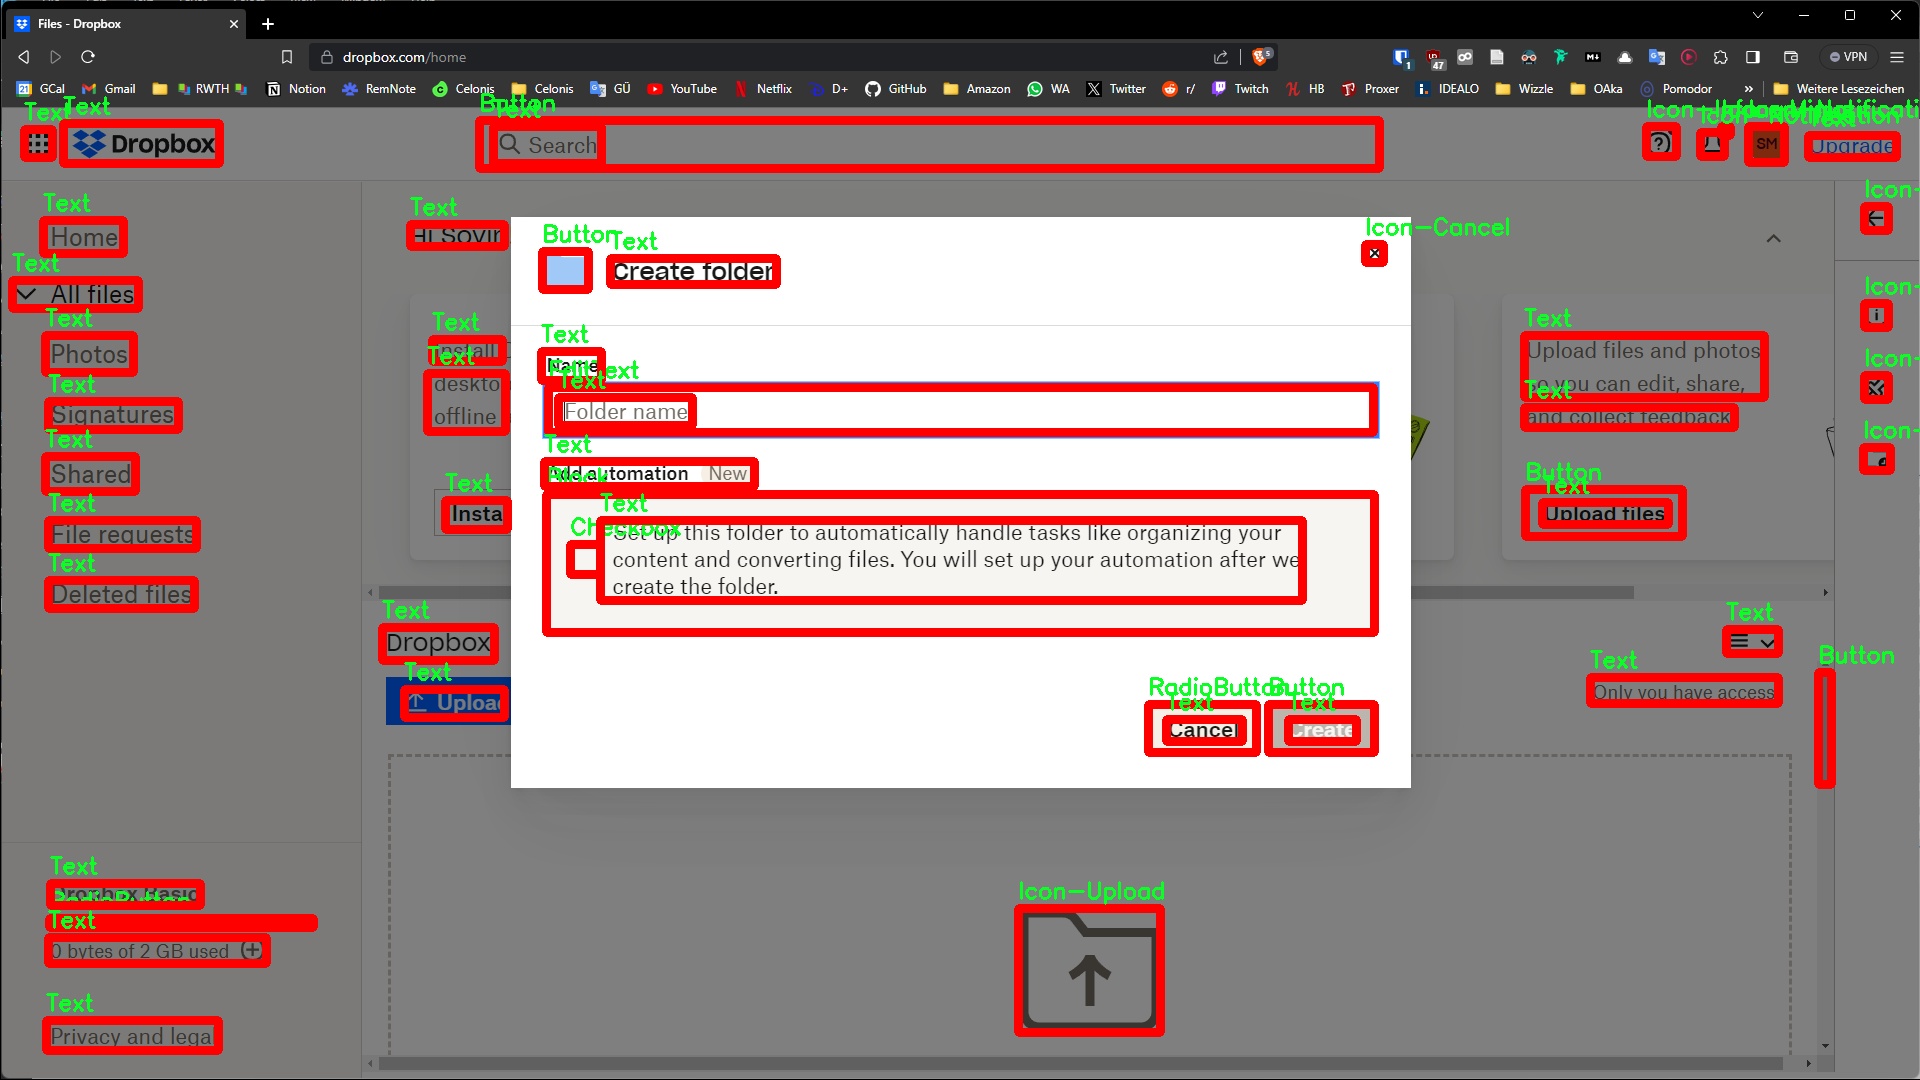 Files - Dropbox
dropbox.com/home
5
1
47
VPN
GCal
Gmail
RWTH
Notion
RemNote
Celonis
Celonis
GÜ
YouTube
Netflix
D+
GitHub
Amazon
WA
Twitter
r/
Twitch
HB
Proxer
IDEALO
Wizzle
OAka
Pomodor
Weitere Lesezeichen
Text
Text
Button
Text
Dropbox
Search
SM
Upgrade
Text
Home
Text
All files
Text
Photos
Text
Signatures
Text
Shared
Text
File requests
Text
Deleted files
Text
Hi
Button
Text
Create folder
Icon-Cancel
Icon-
Icon-
Icon-
Icon-
Text
Install
Text
deskto
offline
Text
Insta
Text
Name
Text
Folder name
Text
Add automation New
Block
Checkbox
Text
Set up this folder to automatically handle tasks like organizing your
content and converting files. You will set up your automation after we
create the folder.
RadioButton
Text
Cancel
Button
Text
Create
Text
Upload files and photos
so you can edit, share,
Text
and collect feedback
Button
Text
Upload files
Text
Dropbox
Text
Upload
Text
Text
Only you have access
Button
Icon-Upload
Text
Dropbox Basic
RadioButton
Text
0 bytes of 2 GB used
Text
Privacy and legal